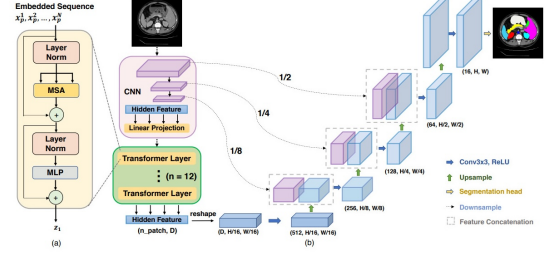 Embedded Sequence
x_p^1, x_p^2, ..., x_p^N
Layer
Norm
MSA
Layer
Norm
MLP
z_1
(a)
CNN
Hidden Feature
Linear Projection
Transformer Layer
(n = 12)
Transformer Layer
Hidden Feature
(n_patch, D)
reshape
(D, H/16, W/16)
(512, H/16, W/16)
(b)
1/2
1/4
1/8
(256, H/8, W/8)
(128, H/4, W/4)
(64, H/2, W/2)
(16, H, W)
Conv3x3, ReLU
Upsample
Segmentation head
Downsample
Feature Concatenation